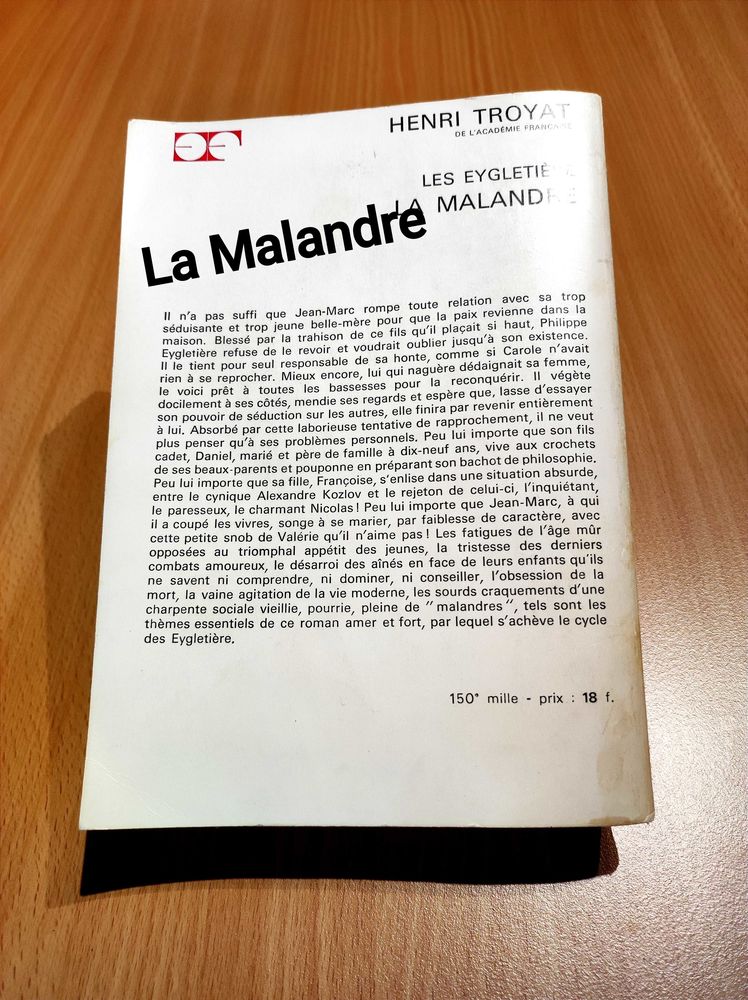 HENRI TROYAT
DE L'ACADÉMIE FRANÇAISE
LES EYGLETIÈRE
LA MALANDRE
La Malandre
Il n'a pas suffi que Jean-Marc rompe toute relation avec sa trop
séduisante et trop jeune belle-mère pour que la paix revienne dans la
maison. Blessé par la trahison de ce fils qu'il plaçait si haut, Philippe
Eygletière refuse de le revoir et voudrait oublier jusqu'à son existence.
Il le tient pour seul responsable de sa honte, comme si Carole n'avait
rien à se reprocher. Mieux encore, lui qui naguère dédaignait sa femme,
le voici prêt à toutes les bassesses pour la reconquérir. Il végète
docilement à ses côtés, mendie ses regards et espère que, lasse d'essayer
son pouvoir de séduction sur les autres, elle finira par revenir entièrement
à lui. Absorbé par cette laborieuse tentative de rapprochement, il ne veut
plus penser qu'à ses problèmes personnels. Peu lui importe que son fils
cadet, Daniel, marié et père de famille à dix-neuf ans, vive aux crochets
de ses beaux-parents et pouponne en préparant son bachot de philosophie.
Peu lui importe que sa fille, Françoise, s'enlise dans une situation absurde,
entre le cynique Alexandre Kozlov et le rejeton de celui-ci, l'inquiétant,
le paresseux, le charmant Nicolas! Peu lui importe que Jean-Marc, à qui
il a coupé les vivres, songe à se marier, par faiblesse de caractère, avec
cette petite snob de Valérie qu'il n'aime pas! Les fatigues de l'âge mûr
opposées au triomphal appétit des jeunes, la tristesse des derniers
combats amoureux, le désarroi des aînés en face de leurs enfants qu'ils
ne savent ni comprendre, ni dominer, ni conseiller, l'obsession de la
mort, la vaine agitation de la vie moderne, les sourds craquements d'une
charpente sociale vieillie, pourrie, pleine de "malandres", tels sont les
thèmes essentiels de ce roman amer et fort, par lequel s'achève le cycle
des Eygletière.
150e mille - prix : 18 f.